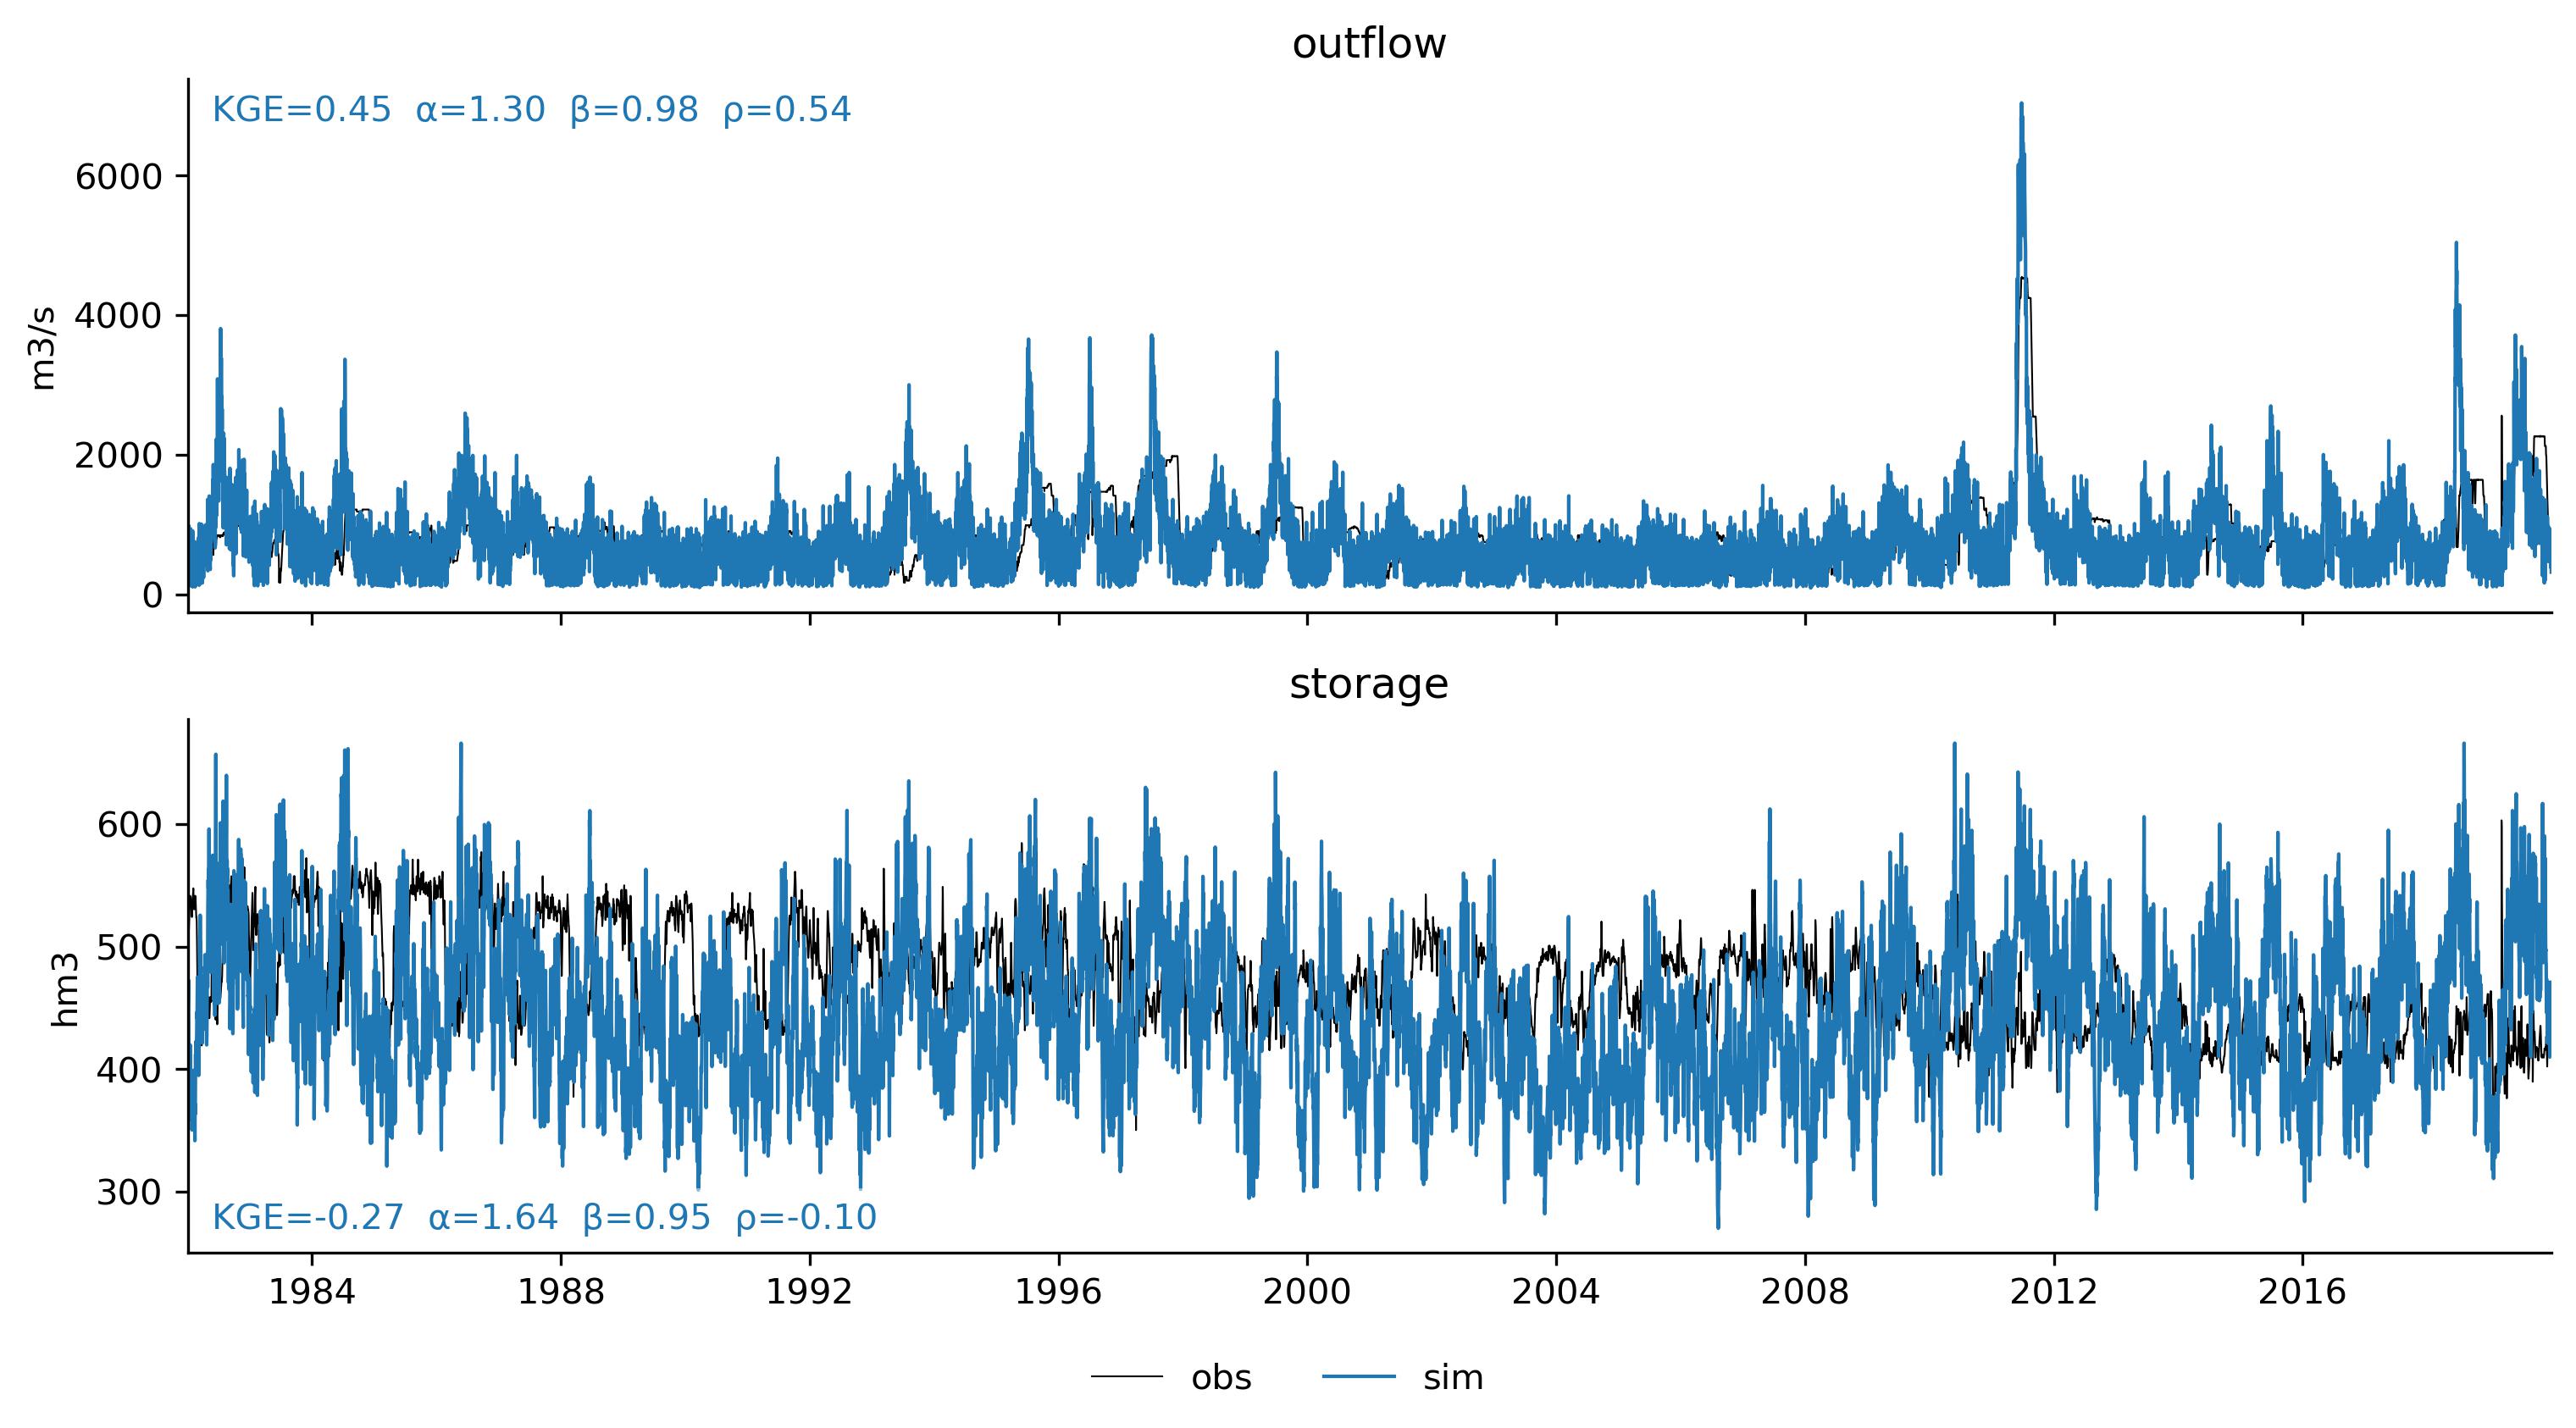 outflow
KGE=0.45 α=1.30 β=0.98 ρ=0.54
m3/s
6000
4000
2000
0
storage
hm3
600
500
400
300
KGE=-0.27 α=1.64 β=0.95 ρ=-0.10
1984 1988 1992 1996 2000 2004 2008 2012 2016
obs sim